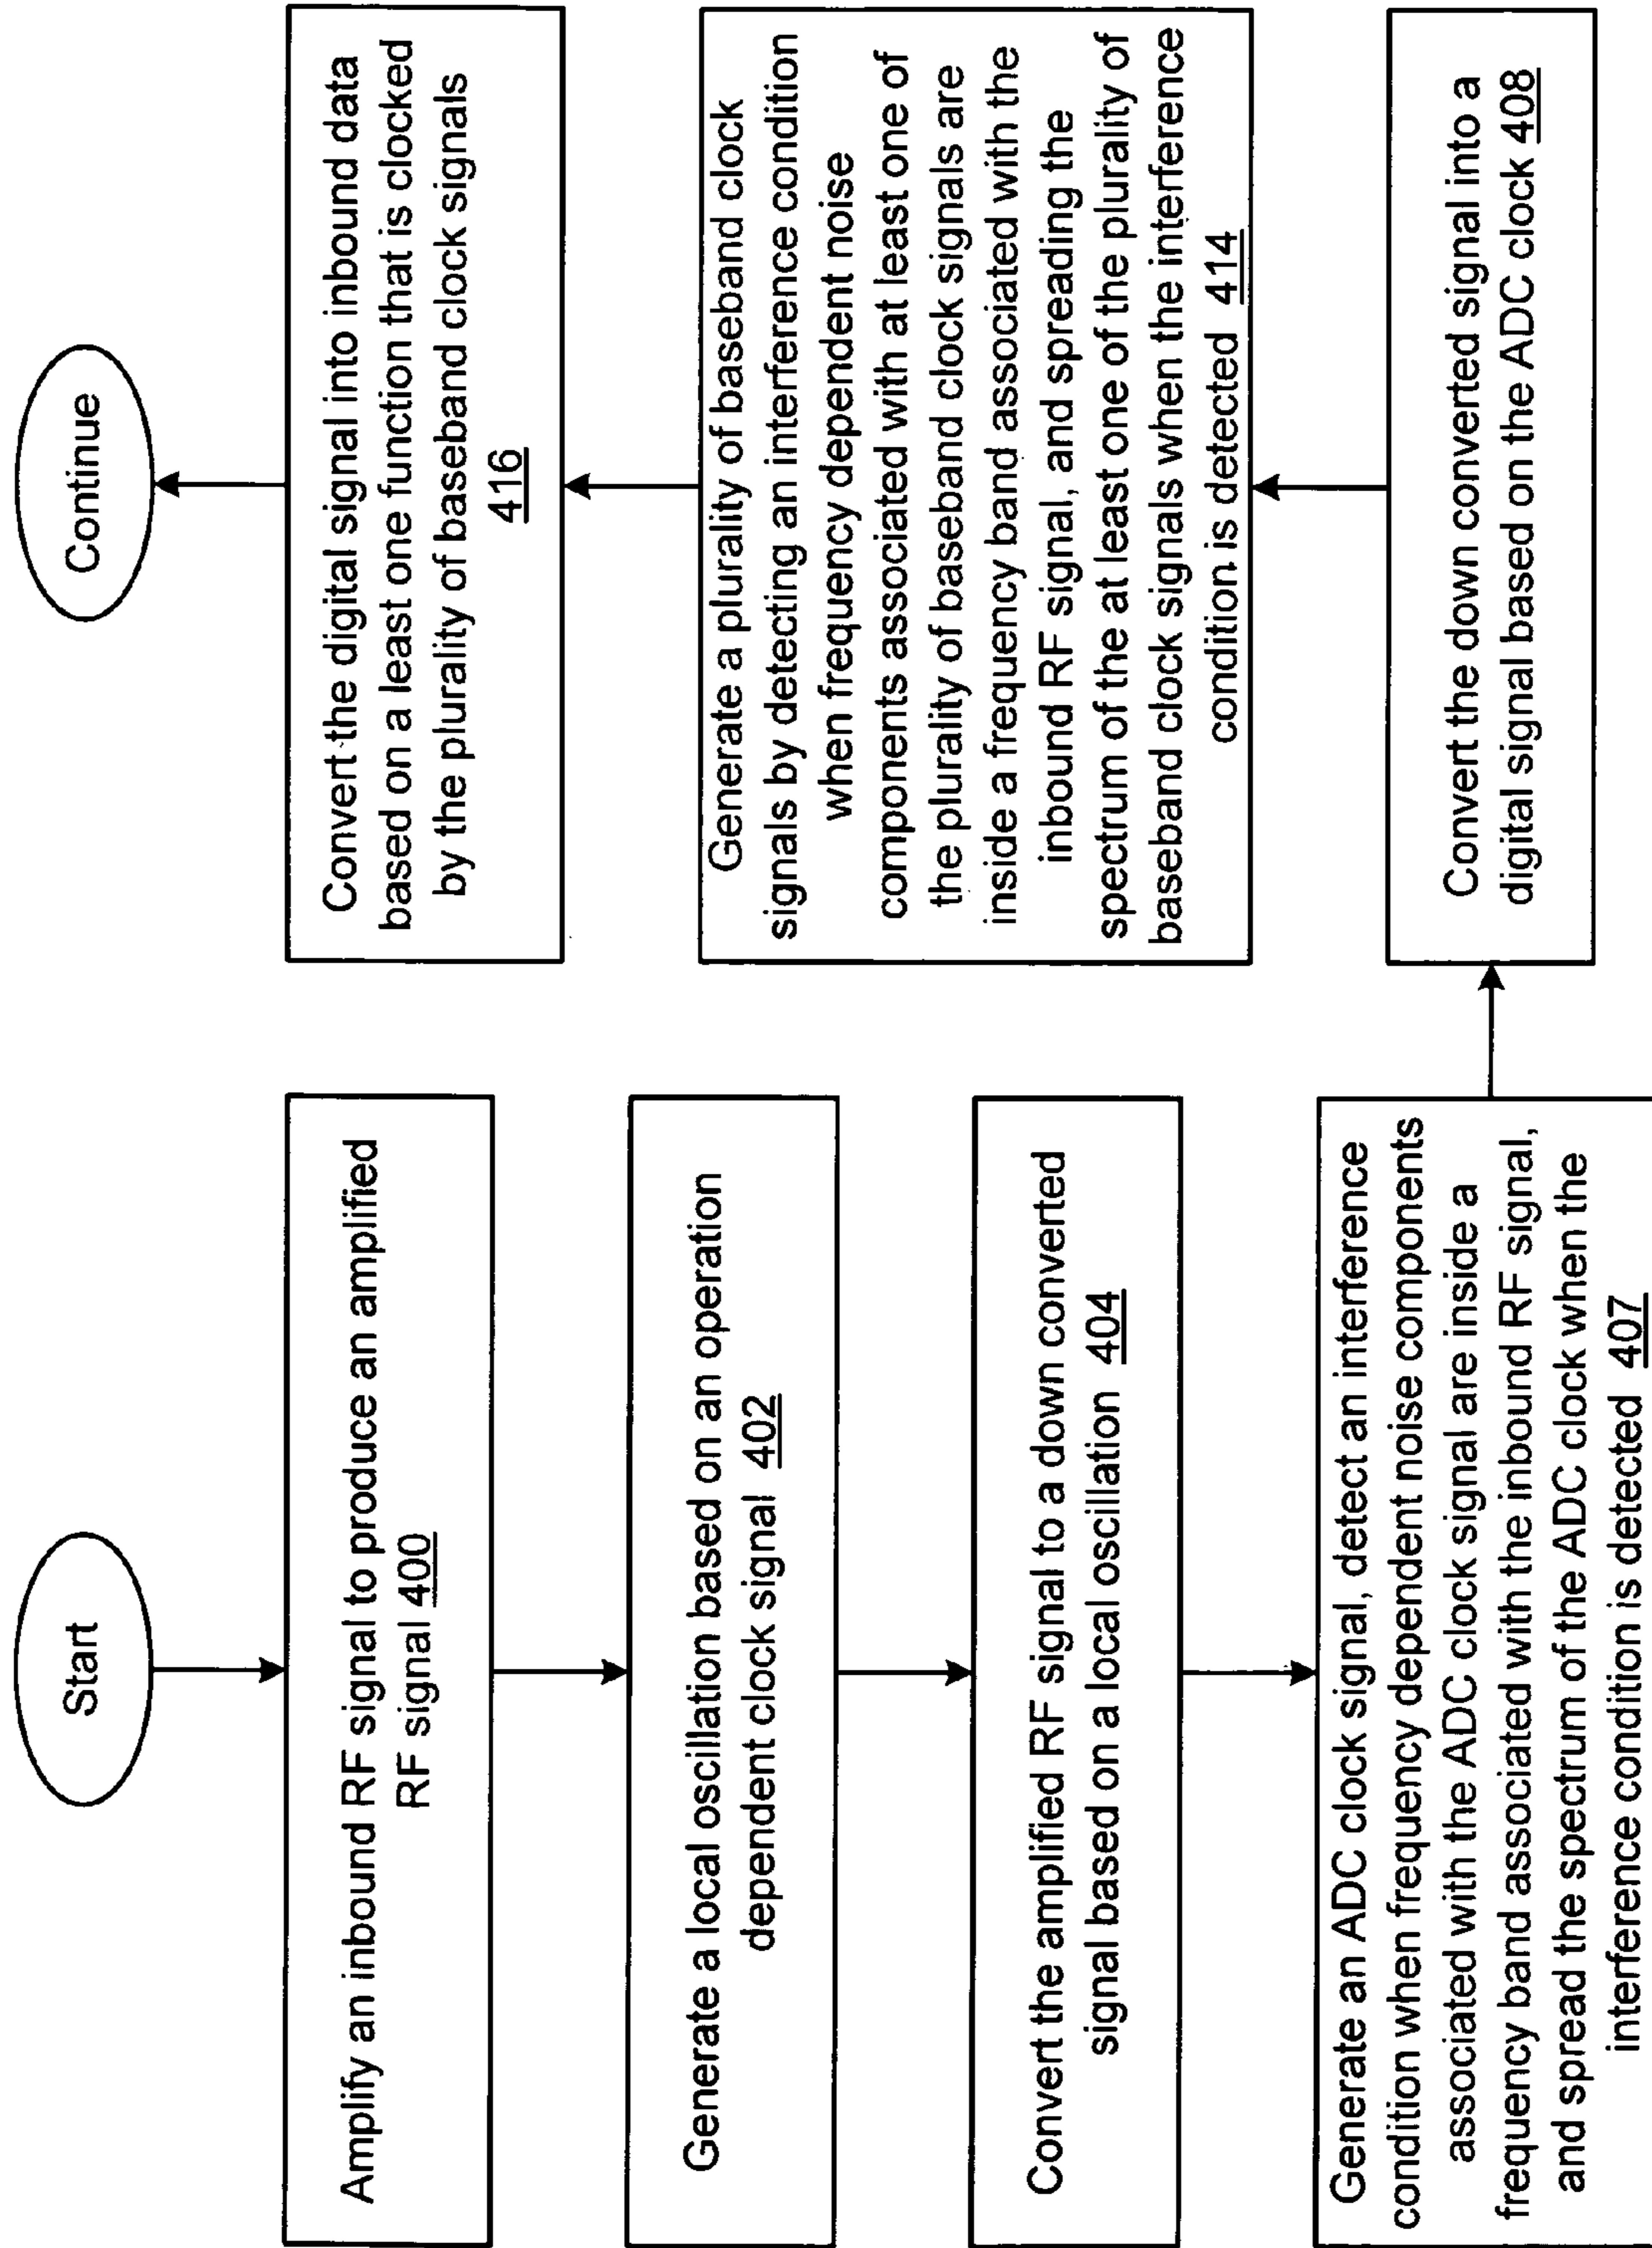 Start
Amplify an inbound RF signal to produce an amplified
RF signal 400
Generate a local oscillation based on an operation
dependent clock signal 402
Convert the amplified RF signal to a down converted
signal based on a local oscillation 404
Generate an ADC clock signal, detect an interference
condition when frequency dependent noise components
associated with the ADC clock signal are inside a
frequency band associated with the inbound RF signal,
and spread the spectrum of the ADC clock when the
interference condition is detected 407
Convert the down converted signal into a
digital signal based on the ADC clock 408
Generate a plurality of baseband clock
signals by detecting an interference condition
when frequency dependent noise
components associated with at least one of
the plurality of baseband clock signals are
inside a frequency band associated with the
inbound RF signal, and spreading the
spectrum of the at least one of the plurality of
baseband clock signals when the interference
condition is detected 414
Convert the digital signal into inbound data
based on a least one function that is clocked
by the plurality of baseband clock signals
416
Continue